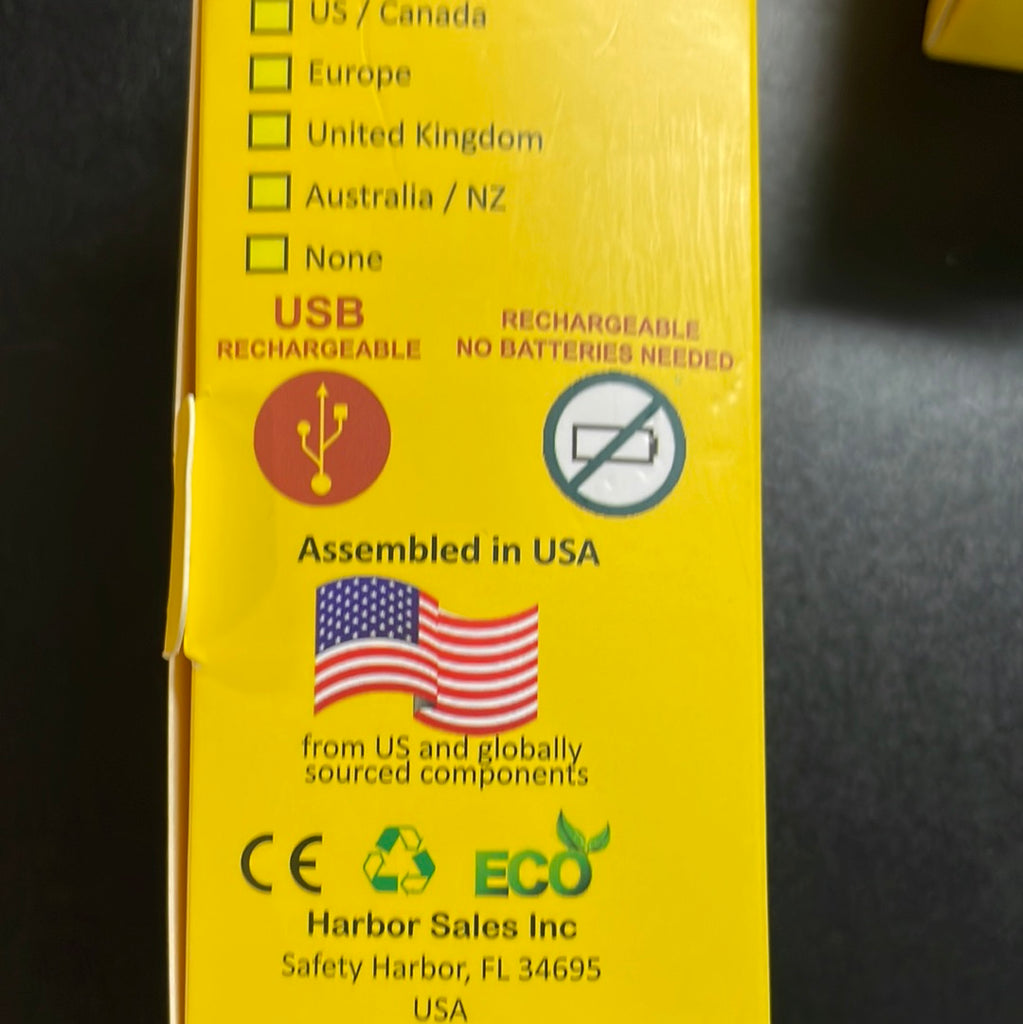 US / Canada
Europe
United Kingdom
Australia / NZ
None
USB
RECHARGEABLE
RECHARGEABLE
NO BATTERIES NEEDED
Assembled in USA
from US and globally
sourced components
CE
ECO
Harbor Sales Inc
Safety Harbor, FL 34695
USA